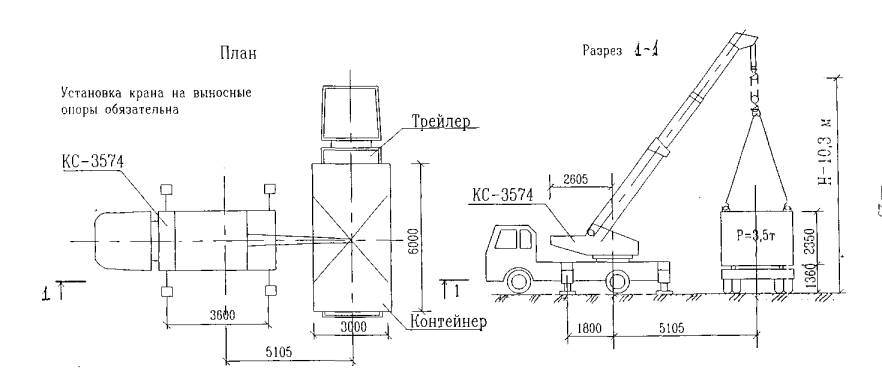 План
Установка крана на выносные
опоры обязательна
КС-3574
Трейлер
6000
1
1
3600
3000
Контейнер
5105
Разрез 1-1
2605
КС-3574
H=10,3 м
P=3,5т
2350
1360
1800
5105